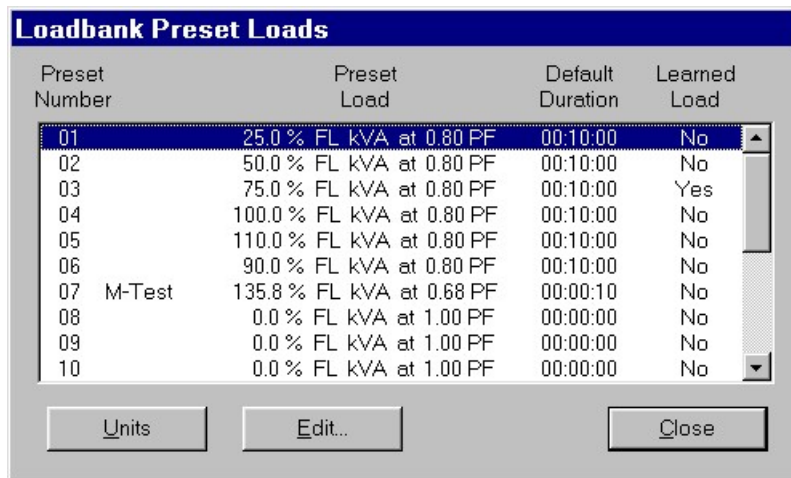 Loadbank Preset Loads
Preset Number Preset Load Default Duration Learned Load
01 25.0 % FL kVA at 0.80 PF 00:10:00 No
02 50.0 % FL kVA at 0.80 PF 00:10:00 No
03 75.0 % FL kVA at 0.80 PF 00:10:00 Yes
04 100.0 % FL kVA at 0.80 PF 00:10:00 No
05 110.0 % FL kVA at 0.80 PF 00:10:00 No
06 90.0 % FL kVA at 0.80 PF 00:10:00 No
07 M-Test 135.8 % FL kVA at 0.68 PF 00:00:10 No
08 0.0 % FL kVA at 1.00 PF 00:00:00 No
09 0.0 % FL kVA at 1.00 PF 00:00:00 No
10 0.0 % FL kVA at 1.00 PF 00:00:00 No
Units Edit... Close